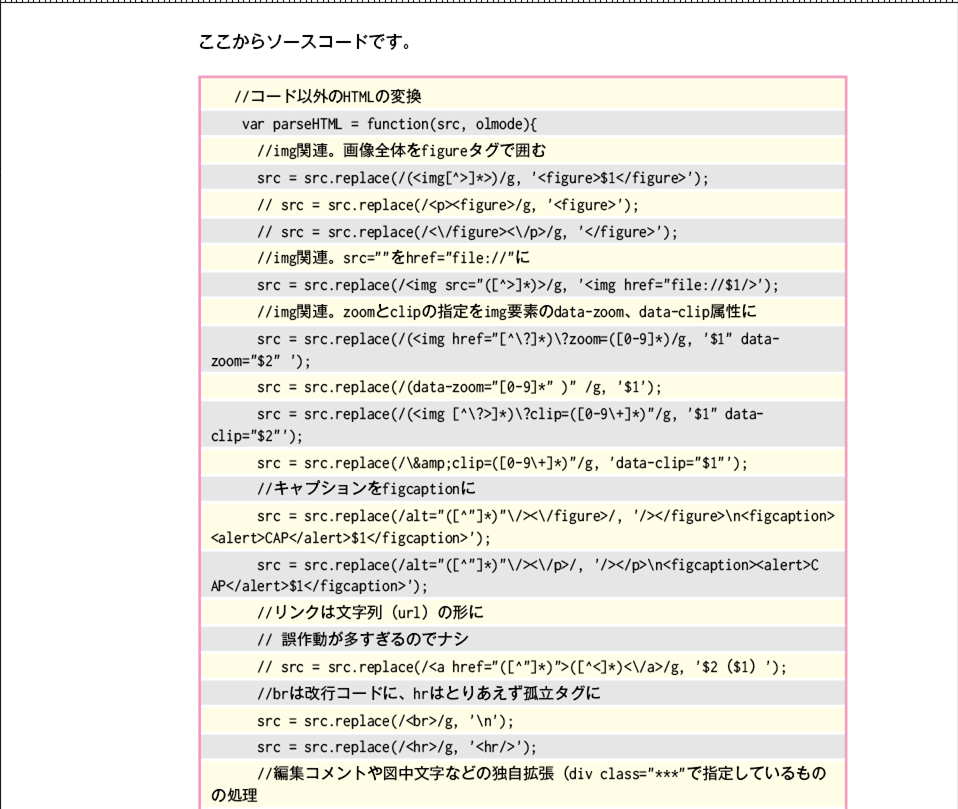 ここからソースコードです。
//コード以外のHTMLの変換
var parseHTML = function(src, olmode){
//img関連。画像全体をfigureタグで囲む
src = src.replace(/(<img[^>]*>)/g, '<figure>$1</figure>');
// src = src.replace(/<p><figure>/g, '<figure>');
// src = src.replace(/<\/figure><\/p>/g, '</figure>');
//img関連。src=""をhref="file://"に
src = src.replace(/<img src="([^>]*)>/g, '<img href="file://$1/>');
//img関連。zoomとclipの指定をimg要素のdata-zoom、data-clip属性に
src = src.replace(/(<img href="[^\?]*)\?zoom=([0-9]*)/g, '$1" data-
zoom="$2" ');
src = src.replace(/(data-zoom="[0-9]*" )" /g, '$1');
src = src.replace(/(<img [^\?>]*)\?clip=([0-9\+]*)"/g, '$1" data-
clip="$2"');
src = src.replace(/\&amp;clip=([0-9\+]*)"/g, 'data-clip="$1"');
//キャプションをfigcaptionに
src = src.replace(/alt="([^"]*)"\/><\/figure>/, '/></figure>\n<figcaption>
<alert>CAP</alert>$1</figcaption>');
src = src.replace(/alt="([^"]*)"\/><\/p>/, '/></p>\n<figcaption><alert>C
AP</alert>$1</figcaption>');
//リンクは文字列（url）の形に
// 誤作動が多すぎるのでナシ
// src = src.replace(/<a href="([^"]*)">([^<]*)<\/a>/g, '$2（$1）');
//brは改行コードに、hrはとりあえず孤立タグに
src = src.replace(/<br>/g, '\n');
src = src.replace(/<hr>/g, '<hr/>');
//編集コメントや図中文字などの独自拡張（div class="***"で指定しているもの
の処理